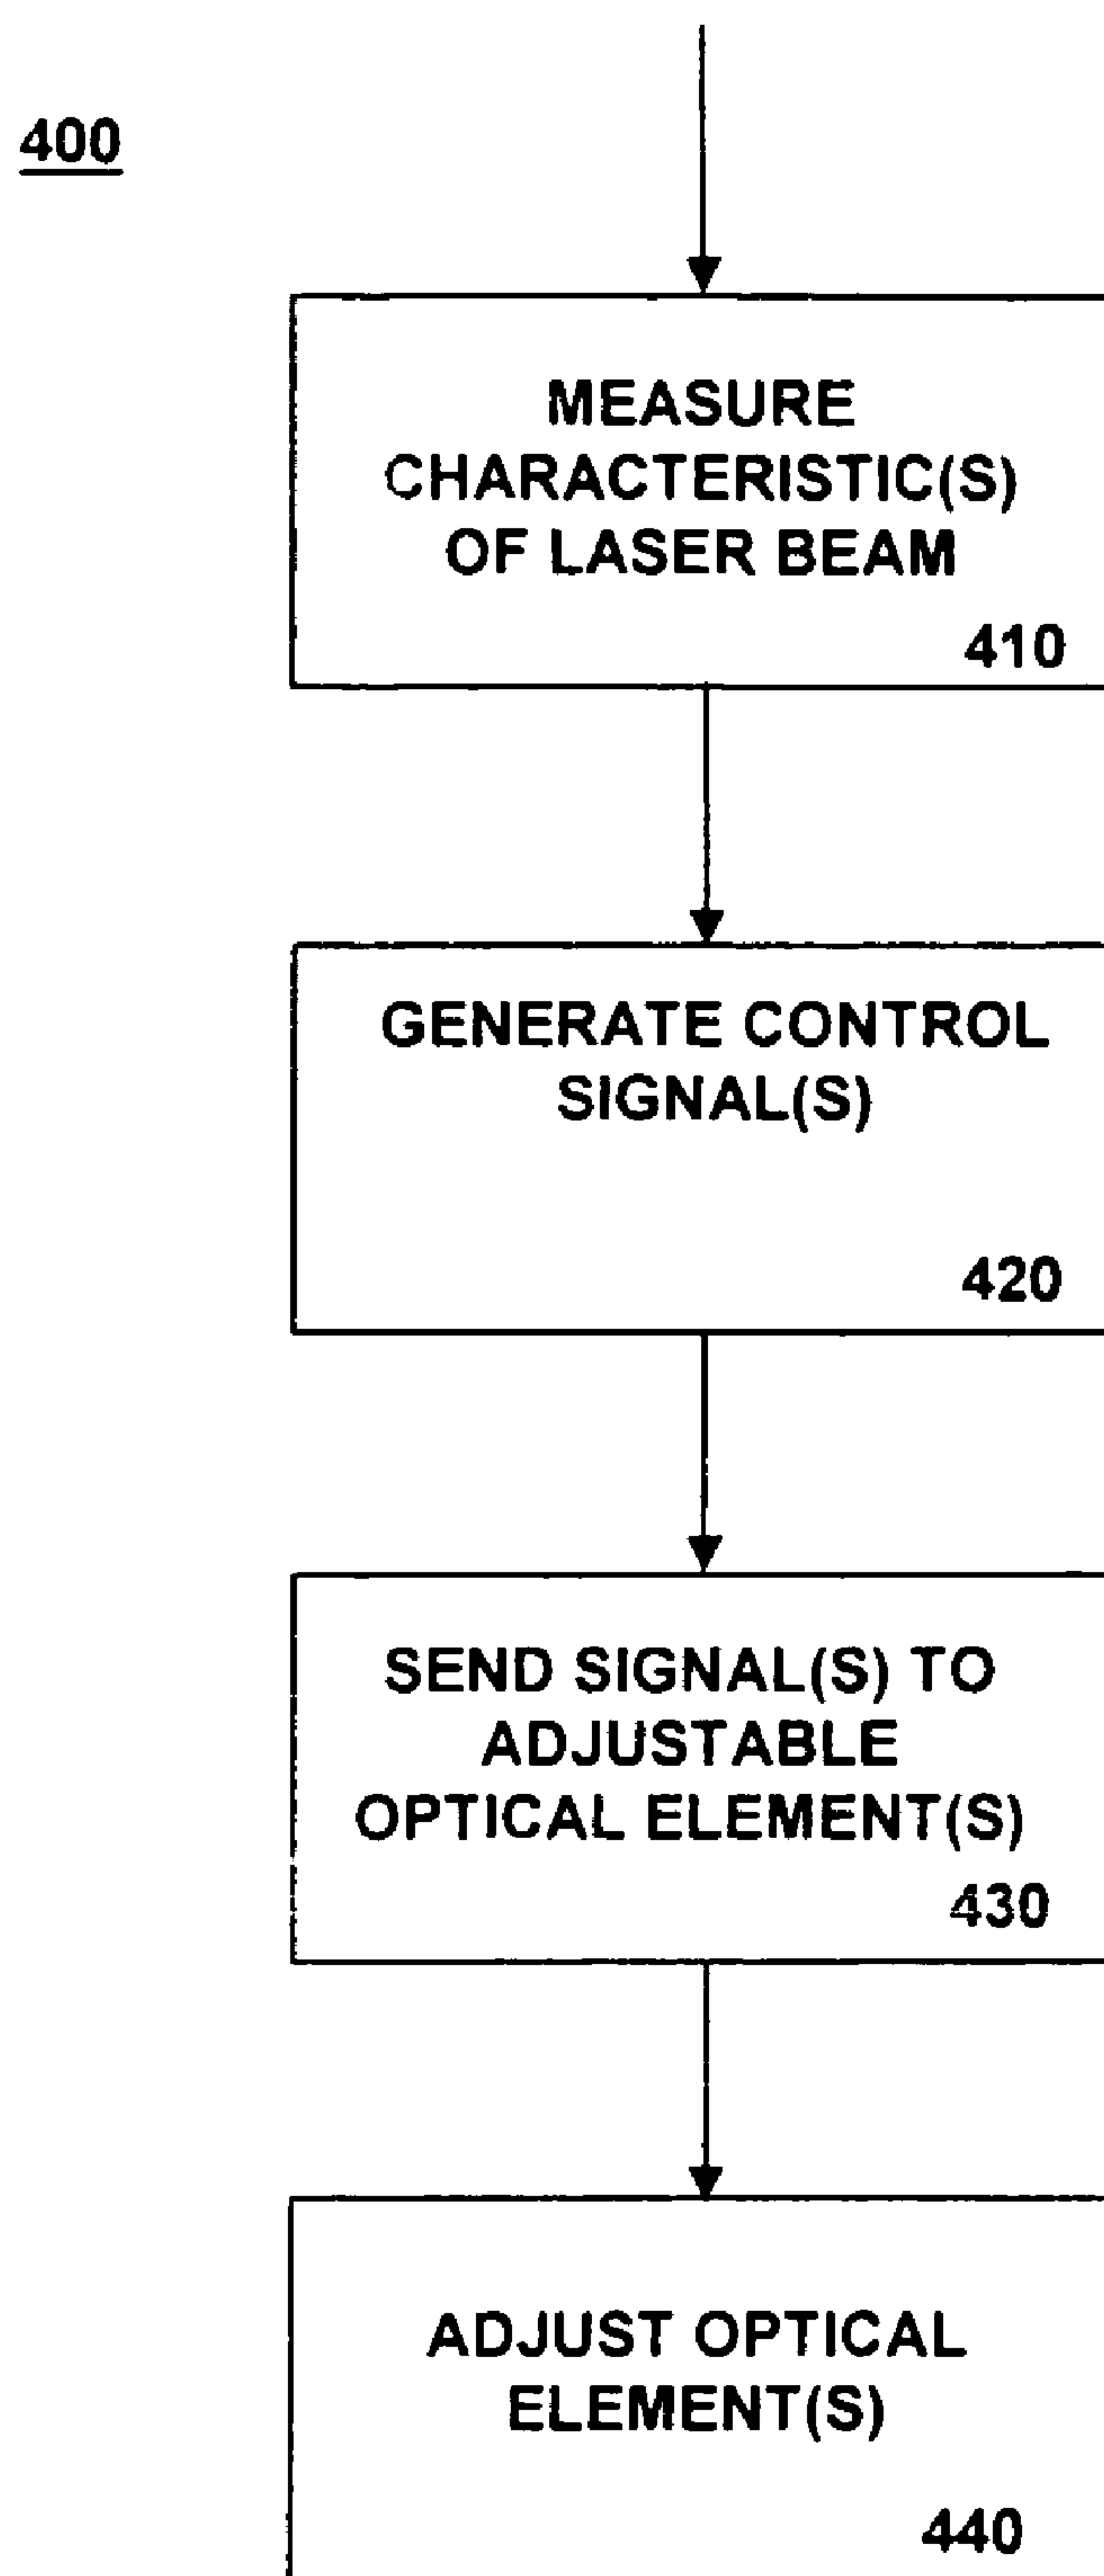 400
MEASURE
CHARACTERISTIC(S)
OF LASER BEAM
410
GENERATE CONTROL
SIGNAL(S)
420
SEND SIGNAL(S) TO
ADJUSTABLE
OPTICAL ELEMENT(S)
430
ADJUST OPTICAL
ELEMENT(S)
440